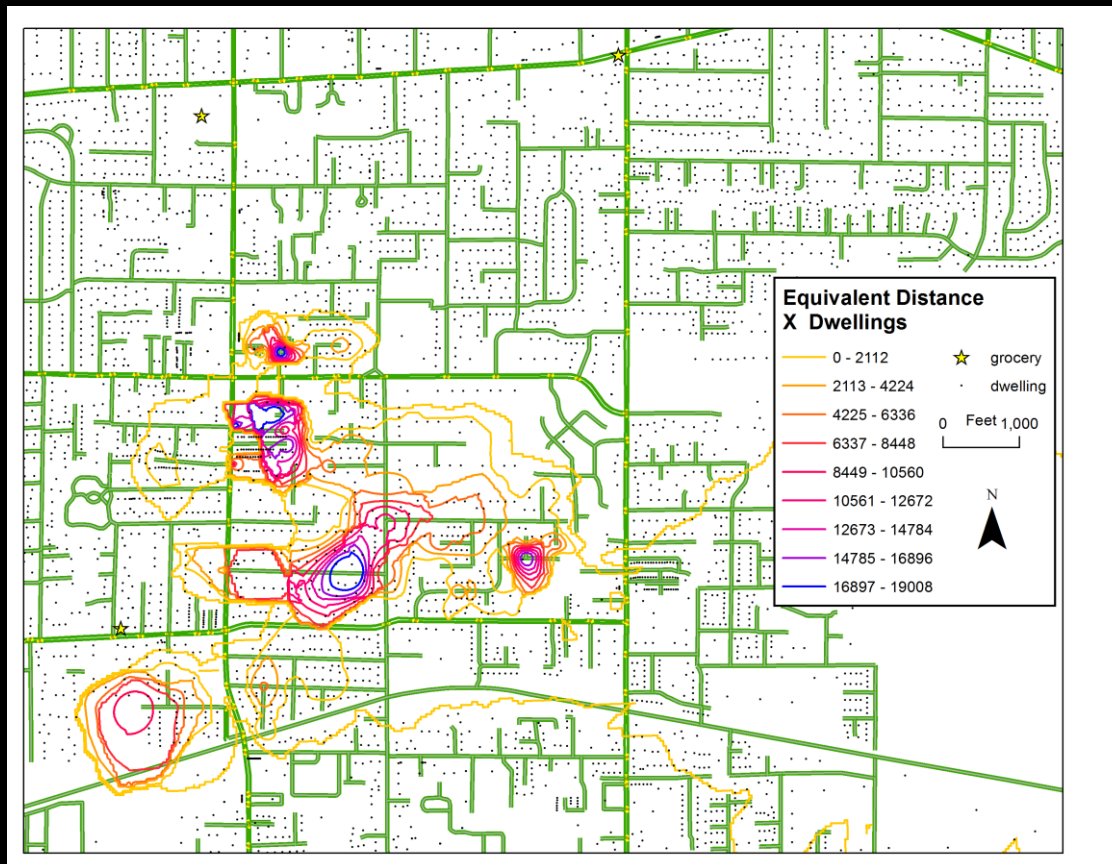 Equivalent Distance
X Dwellings
0 - 2112
2113 - 4224
4225 - 6336
6337 - 8448
8449 - 10560
10561 - 12672
12673 - 14784
14785 - 16896
16897 - 19008
grocery
dwelling
0 Feet 1,000
N